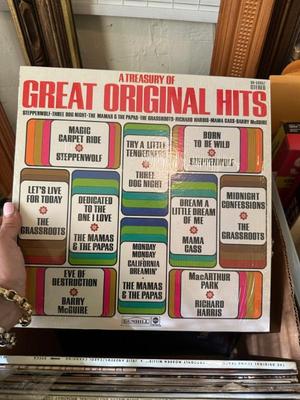 A TREASURY OF
STEREO
GREAT ORIGINAL HITS
STEPPENWOLF·THREE DOG NIGHT·THE MAMAS & THE PAPAS·THE GRASSROOTS·RICHARD HARRIS·MAMA CASS·BARRY McGUIRE
MAGIC
CARPET RIDE
STEPPENWOLF
TRY A LITTLE
TENDERNESS
THREE
DOG NIGHT
BORN
TO BE WILD
STEPPENWOLF
LET'S LIVE
FOR TODAY
THE
GRASSROOTS
DEDICATED
TO THE
ONE I LOVE
THE MAMAS
& THE PAPAS
DREAM A
LITTLE DREAM
OF ME
MAMA
CASS
MIDNIGHT
CONFESSIONS
THE
GRASSROOTS
MONDAY
MONDAY
CALIFORNIA
DREAMIN'
THE MAMAS
& THE PAPAS
EVE OF
DESTRUCTION
BARRY
McGUIRE
MacARTHUR
PARK
RICHARD
HARRIS
DUNHILL